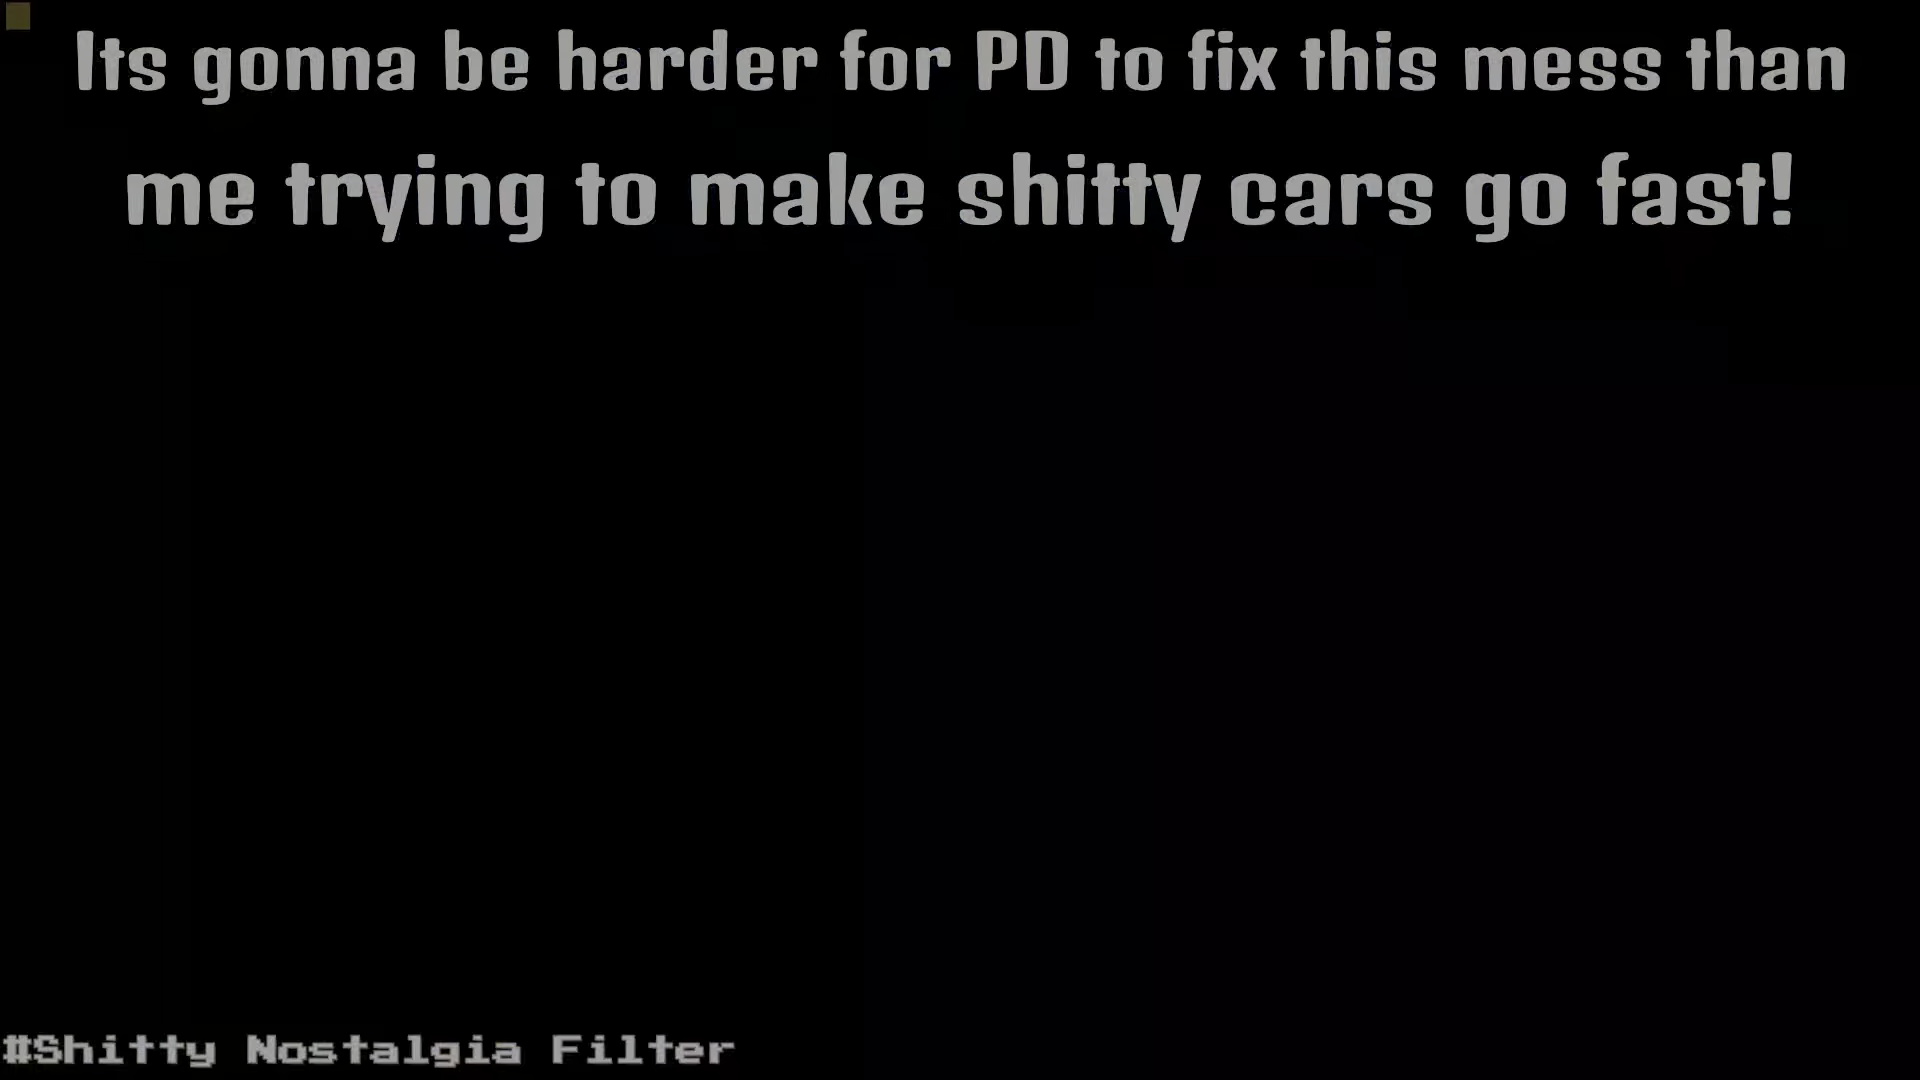 Its gonna be harder for PD to fix this mess than
me trying to make shitty cars go fast!
#Shitty Nostalgia Filter